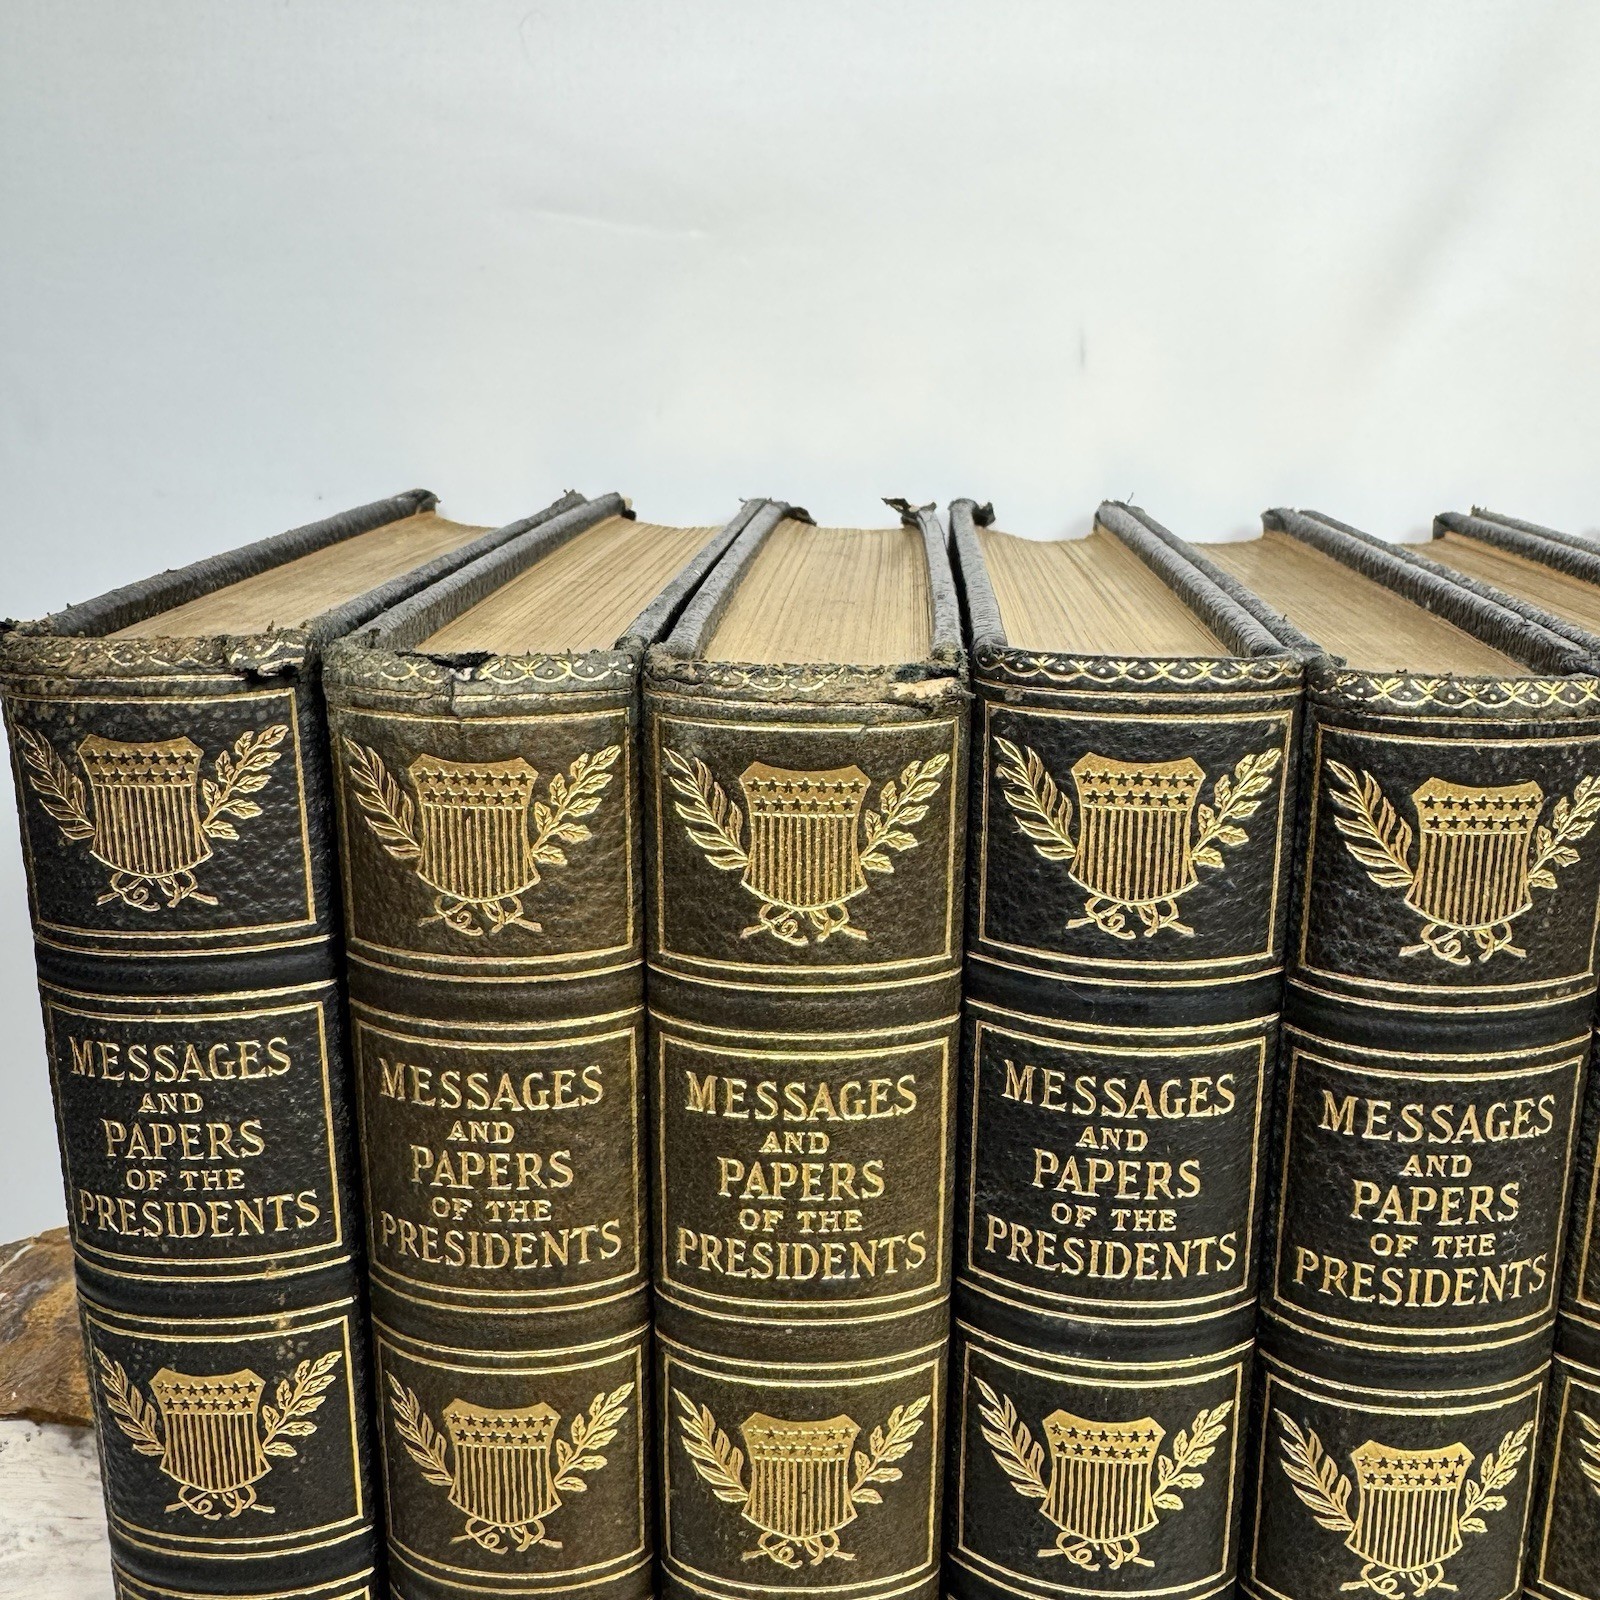 MESSAGES
AND
PAPERS
OF THE
PRESIDENTS
MESSAGES
AND
PAPERS
OF THE
PRESIDENTS
MESSAGES
AND
PAPERS
OF THE
PRESIDENTS
MESSAGES
AND
PAPERS
OF THE
PRESIDENTS
MESSAGES
AND
PAPERS
OF THE
PRESIDENTS